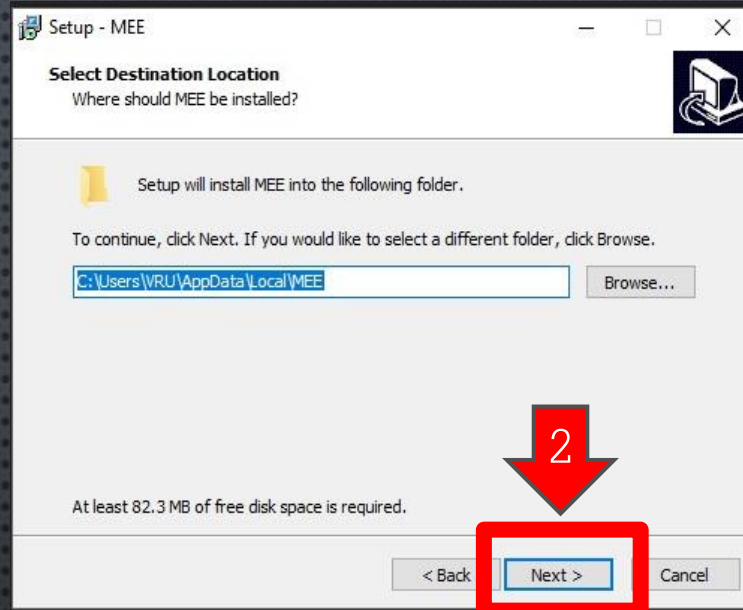 Setup - MEE
Select Destination Location
Where should MEE be installed?
Setup will install MEE into the following folder.
To continue, click Next. If you would like to select a different folder, click Browse.
C:\Users\VRU\AppData\Local\MEE
Browse...
2
At least 82.3 MB of free disk space is required.
< Back
Next >
Cancel